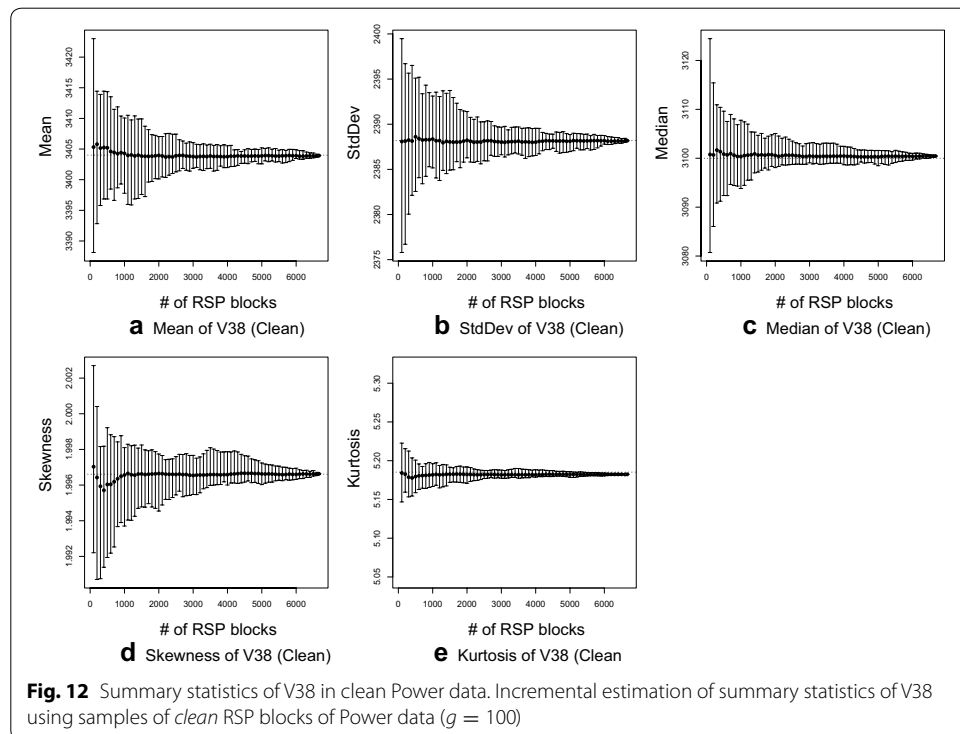 3390 3395 3400 3405 3410 3415 3420
Mean
0 1000 2000 3000 4000 5000 6000
# of RSP blocks
a Mean of V38 (Clean)
2375 2380 2385 2390 2395 2400
StdDev
0 1000 2000 3000 4000 5000 6000
# of RSP blocks
b StdDev of V38 (Clean)
3080 3090 3100 3110 3120
Median
0 1000 2000 3000 4000 5000 6000
# of RSP blocks
c Median of V38 (Clean)
1.992 1.994 1.996 1.998 2.000 2.002
Skewness
0 1000 2000 3000 4000 5000 6000
# of RSP blocks
d Skewness of V38 (Clean)
5.05 5.10 5.15 5.20 5.25 5.30
Kurtosis
0 1000 2000 3000 4000 5000 6000
# of RSP blocks
e Kurtosis of V38 (Clean
Fig. 12 Summary statistics of V38 in clean Power data. Incremental estimation of summary statistics of V38
using samples of clean RSP blocks of Power data (g = 100)